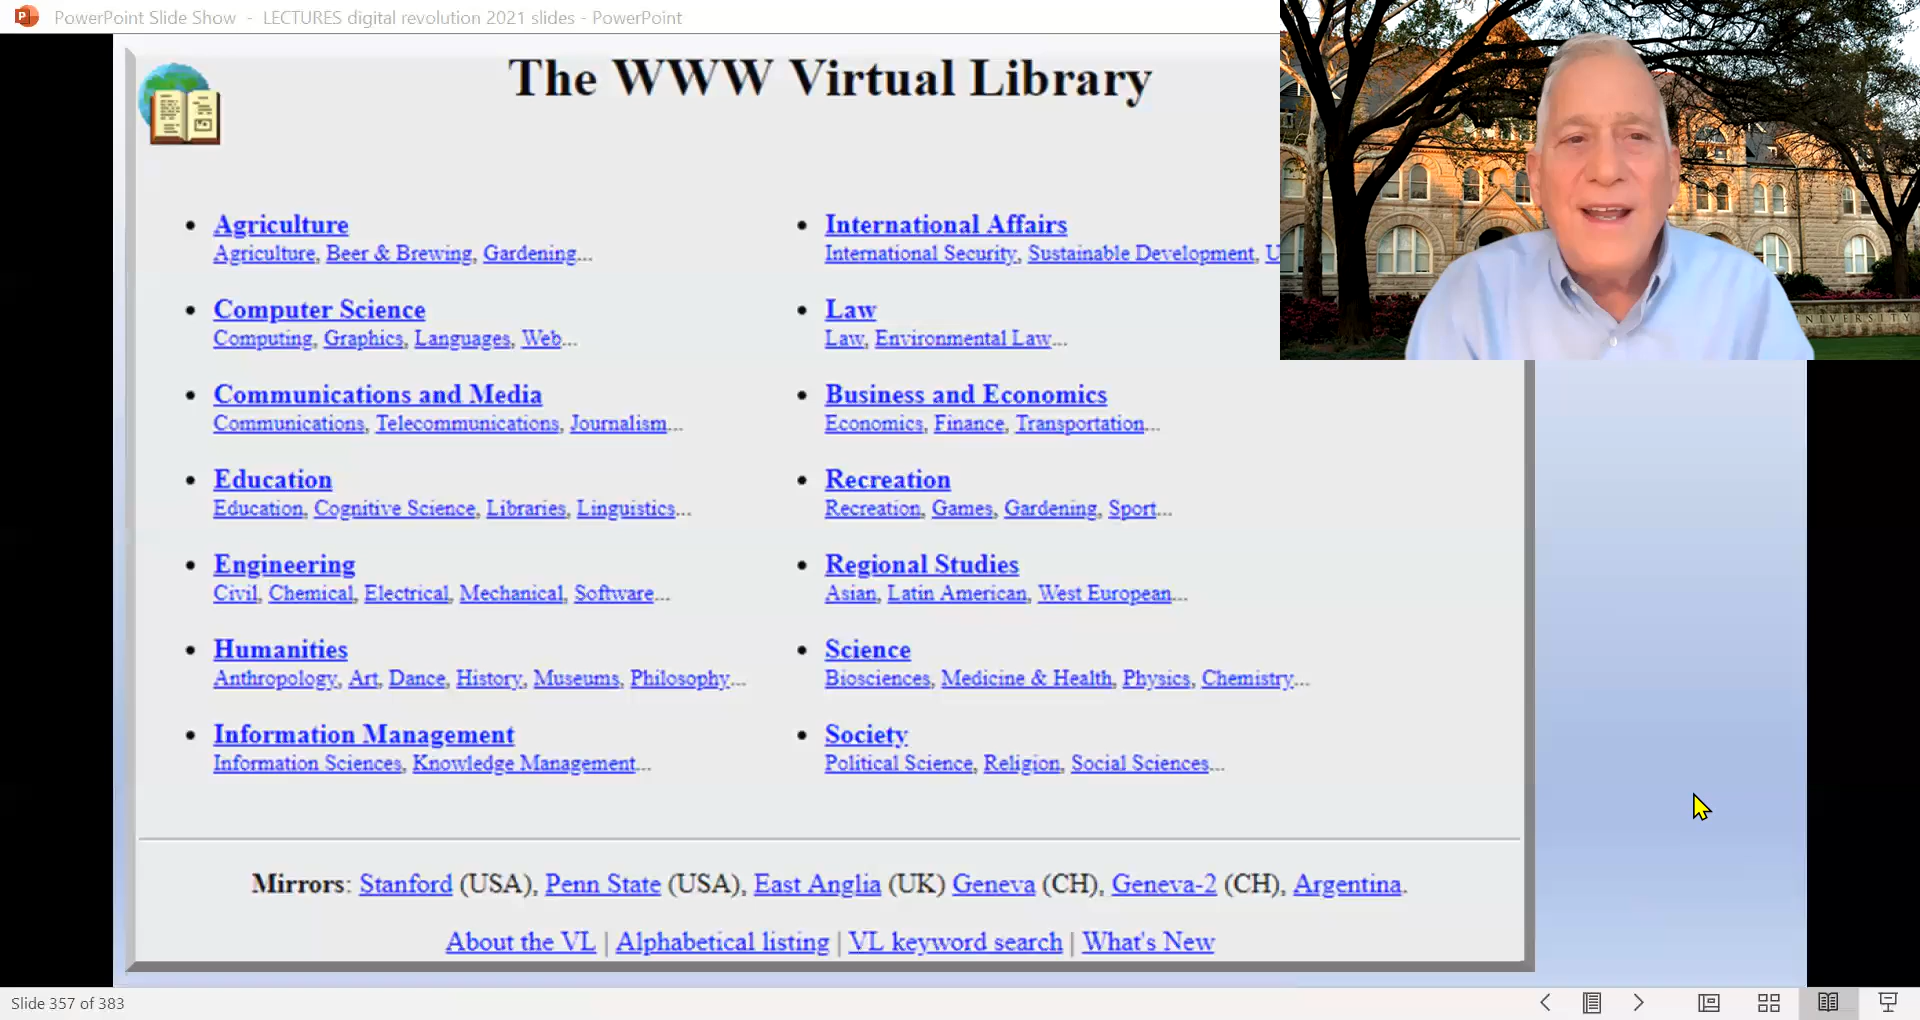 PowerPoint Slide Show - LECTURES digital revolution 2021 slides - PowerPoint
The WWW Virtual Library
Agriculture
Agriculture, Beer & Brewing, Gardening...
Computer Science
Computing, Graphics, Languages, Web...
Communications and Media
Communications, Telecommunications, Journalism...
Education
Education, Cognitive Science, Libraries, Linguistics...
Engineering
Civil, Chemical, Electrical, Mechanical, Software...
Humanities
Anthropology, Art, Dance, History, Museums, Philosophy...
Information Management
Information Sciences, Knowledge Management...
International Affairs
International Security, Sustainable Development, U
Law
Law, Environmental Law...
Business and Economics
Economics, Finance, Transportation...
Recreation
Recreation, Games, Gardening, Sport...
Regional Studies
Asian, Latin American, West European...
Science
Biosciences, Medicine & Health, Physics, Chemistry...
Society
Political Science, Religion, Social Sciences...
Mirrors: Stanford (USA), Penn State (USA), East Anglia (UK) Geneva (CH), Geneva-2 (CH), Argentina.
About the VL | Alphabetical listing | VL keyword search | What's New
Slide 357 of 383